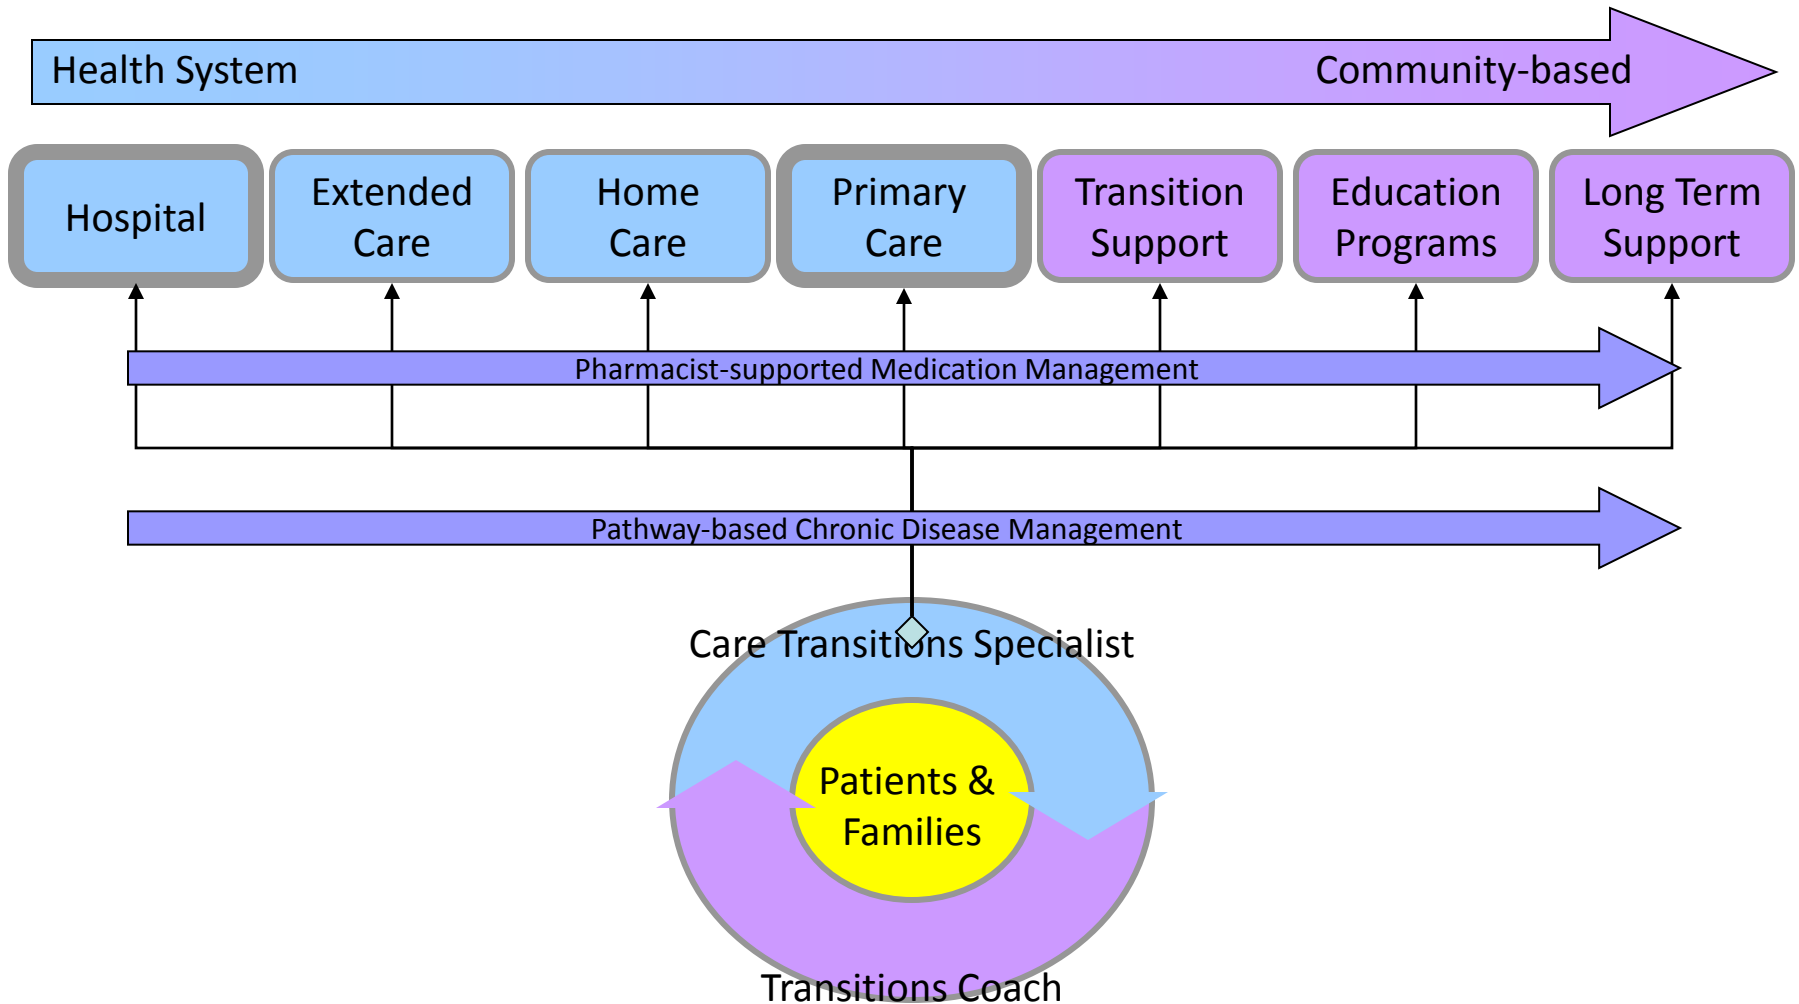 Health System
Community-based
Hospital
Extended
Care
Home
Care
Primary
Care
Transition
Support
Education
Programs
Long Term
Support
Pharmacist-supported Medication Management
Pathway-based Chronic Disease Management
Care Transitions Specialist
Patients &
Families
Transitions Coach